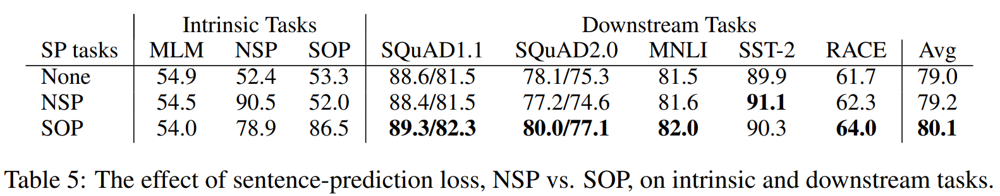 Intrinsic Tasks Downstream Tasks
SP tasks MLM NSP SOP SQuAD1.1 SQuAD2.0 MNLI SST-2 RACE Avg
None 54.9 52.4 53.3 88.6/81.5 78.1/75.3 81.5 89.9 61.7 79.0
NSP 54.5 90.5 52.0 88.4/81.5 77.2/74.6 81.6 91.1 62.3 79.2
SOP 54.0 78.9 86.5 89.3/82.3 80.0/77.1 82.0 90.3 64.0 80.1
Table 5: The effect of sentence-prediction loss, NSP vs. SOP, on intrinsic and downstream tasks.